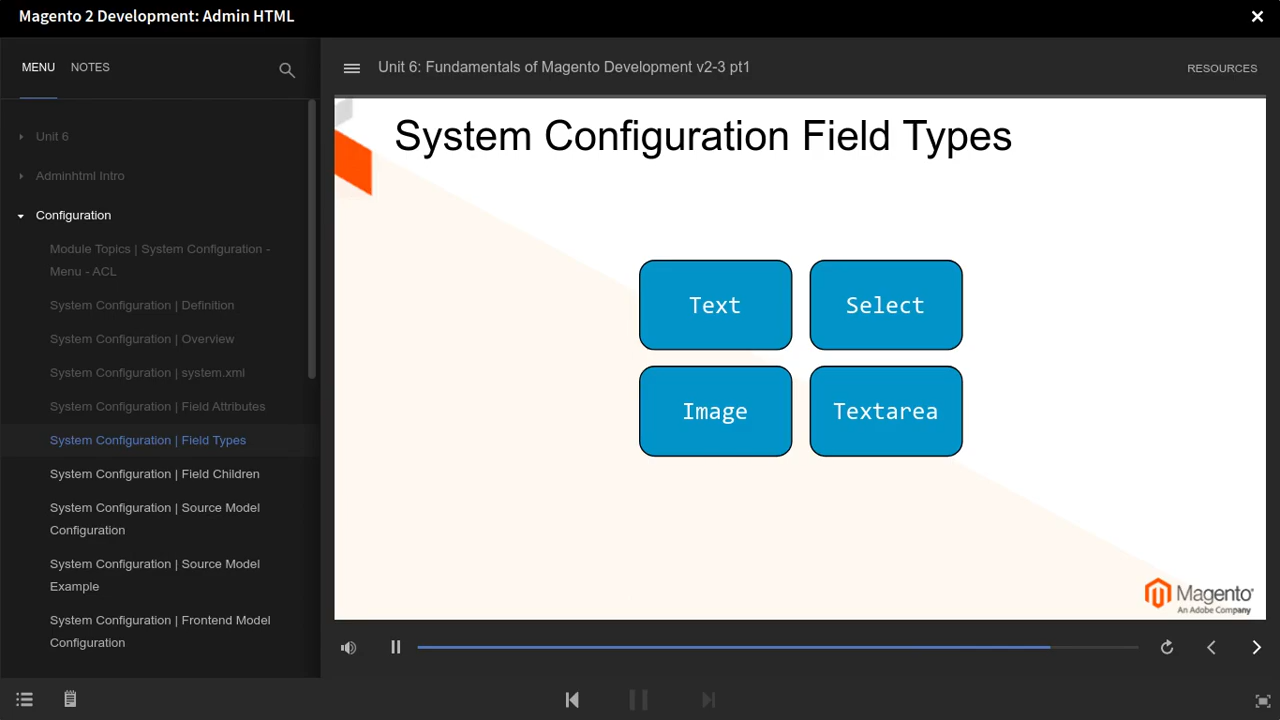 Magento 2 Development: Admin HTML
MENU
NOTES
Unit 6: Fundamentals of Magento Development v2-3 pt1
RESOURCES
Unit 6
Adminhtml Intro
Configuration
Module Topics | System Configuration -
Menu - ACL
System Configuration | Definition
System Configuration | Overview
System Configuration | system.xml
System Configuration | Field Attributes
System Configuration | Field Types
System Configuration | Field Children
System Configuration | Source Model
Configuration
System Configuration | Source Model
Example
System Configuration | Frontend Model
Configuration
System Configuration Field Types
Text
Select
Image
Textarea
Magento
An Adobe Company